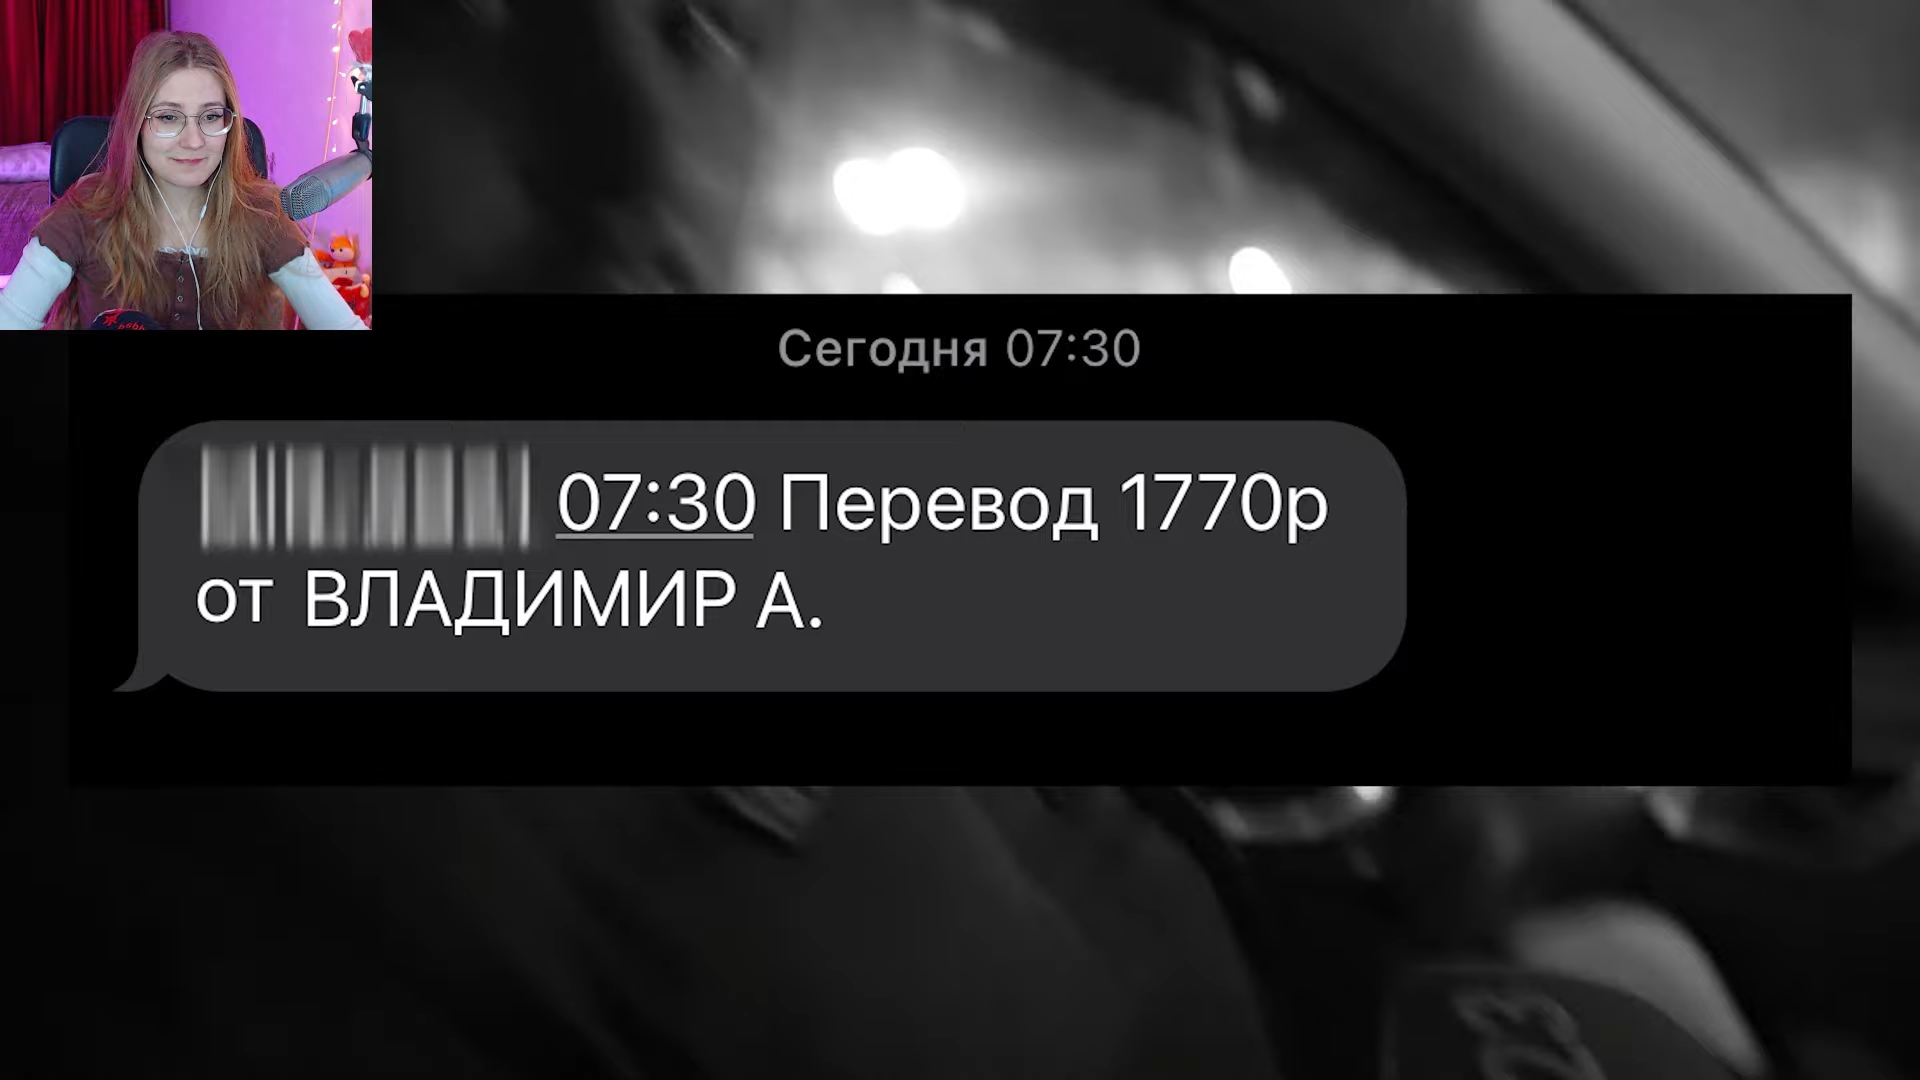 Сегодня 07:30
07:30 Перевод 1770р
от ВЛАДИМИР А.